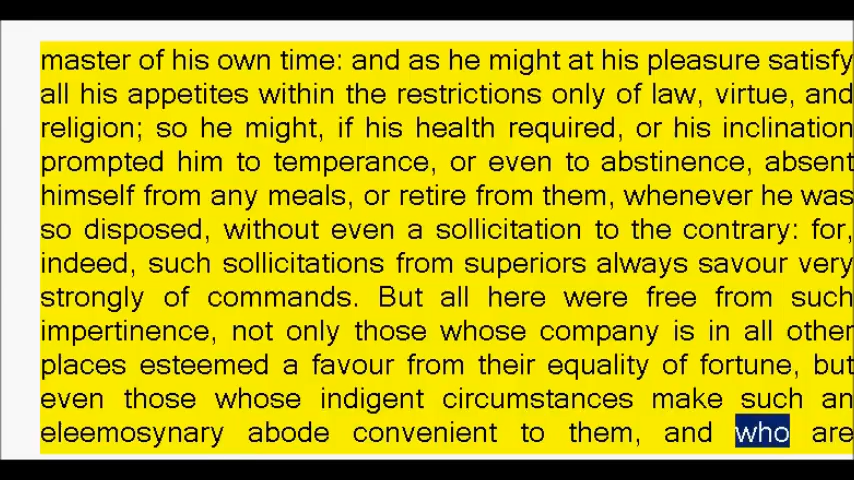 master of his own time: and as he might at his pleasure satisfy
all his appetites within the restrictions only of law, virtue, and
religion; so he might, if his health required, or his inclination
prompted him to temperance, or even to abstinence, absent
himself from any meals, or retire from them, whenever he was
so disposed, without even a sollicitation to the contrary: for,
indeed, such sollicitations from superiors always savour very
strongly of commands. But all here were free from such
impertinence, not only those whose company is in all other
places esteemed a favour from their equality of fortune, but
even those whose indigent circumstances make such an
eleemosynary abode convenient to them, and who are